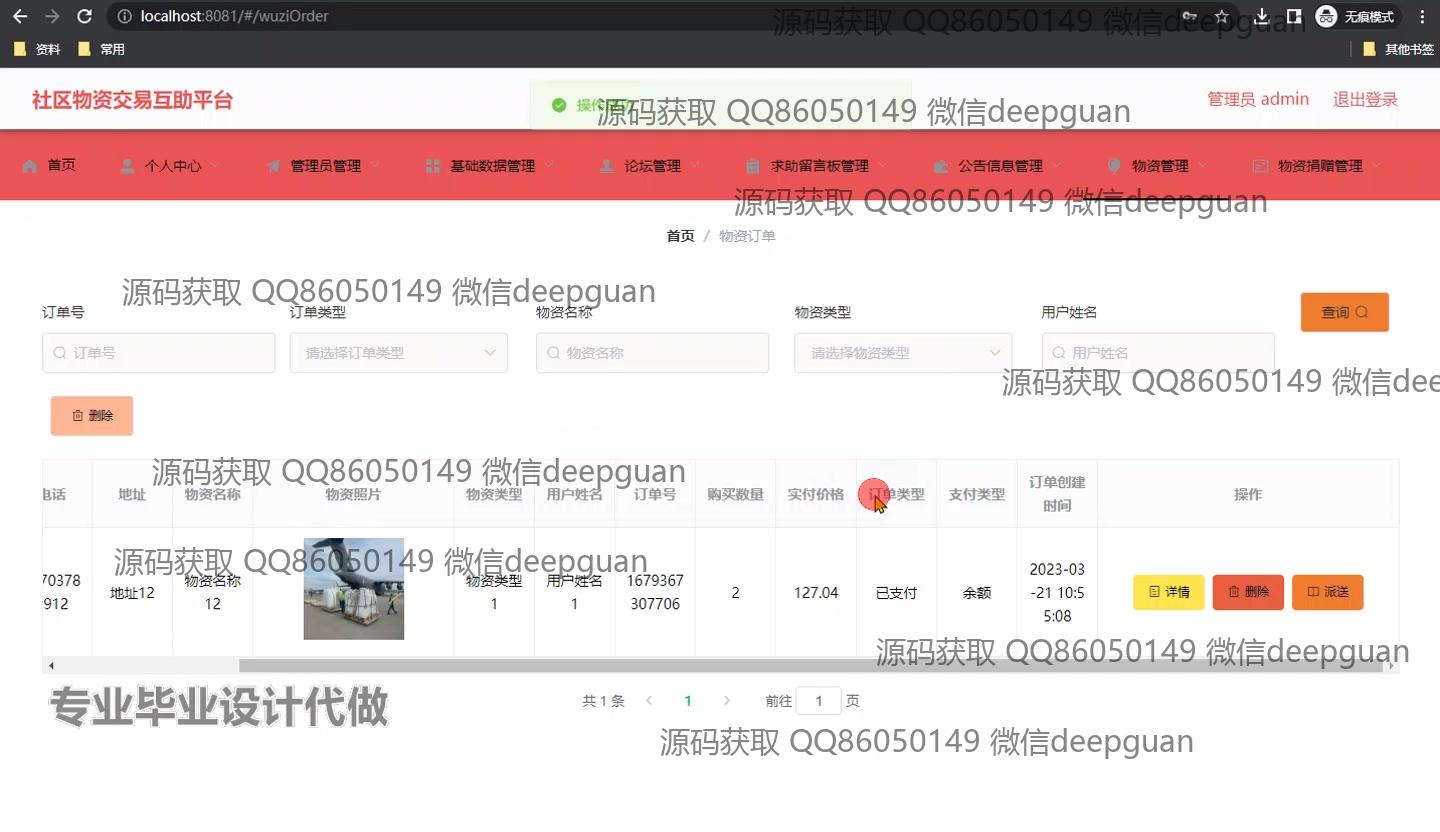 localhost:8081/#/wuziOrder
无痕模式
资料
常用
其他书签
社区物资交易互助平台
管理员 admin
退出登录
源码获取 QQ86050149 微信deepguan
源码获取 QQ86050149 微信deepguan
首页
个人中心
管理员管理
基础数据管理
论坛管理
求助留言板管理
公告信息管理
物资管理
物资捐赠管理
源码获取 QQ86050149 微信deepguan
首页 / 物资订单
源码获取 QQ86050149 微信deepguan
订单号
订单类型
物资名称
物资类型
用户姓名
查询
订单号
请选择订单类型
物资名称
请选择物资类型
用户姓名
源码获取 QQ86050149 微信dee
删除
源码获取 QQ86050149 微信deepguan
电话
地址
物资名称
物资照片
物资类型
用户姓名
订单号
购买数量
实付价格
订单类型
支付类型
订单创建
时间
操作
源码获取 QQ86050149 微信deepguan
70378
912
地址12
物资名称
12
物资类型
1
用户姓名
1
1679367
307706
2
127.04
已支付
余额
2023-03
-21 10:5
5:08
详情
删除
派送
源码获取 QQ86050149 微信deepguan
专业毕业设计代做
共 1 条
1
前往
1
页
源码获取 QQ86050149 微信deepguan